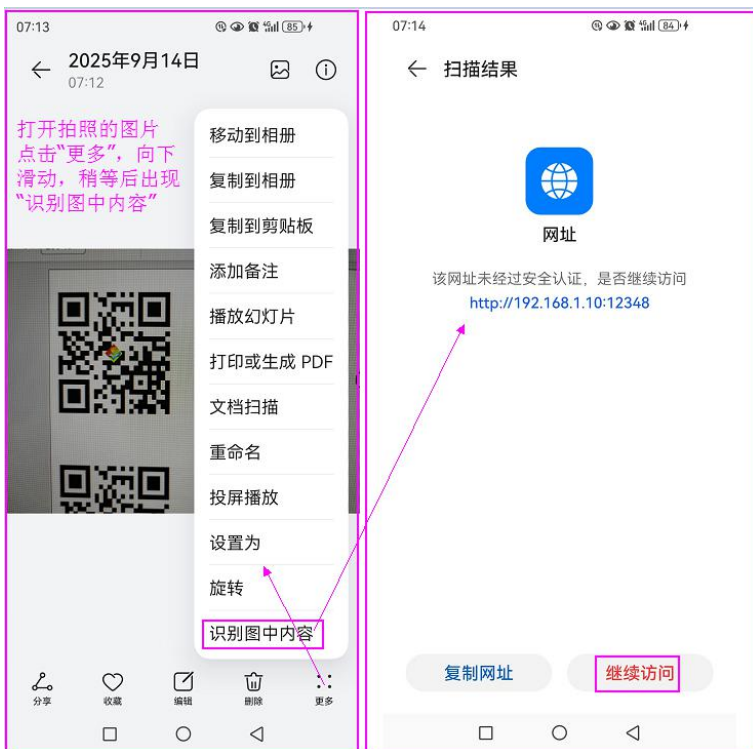 07:13
85
2025年9月14日
07:12
打开拍照的图片
点击“更多”，向下
滑动，稍等后出现
“识别图中内容”
移动到相册
复制到相册
复制到剪贴板
添加备注
播放幻灯片
打印或生成 PDF
文档扫描
重命名
投屏播放
设置为
旋转
识别图中内容
分享
收藏
编辑
删除
更多
07:14
84
扫描结果
网址
该网址未经过安全认证，是否继续访问
http://192.168.1.10:12348
复制网址
继续访问